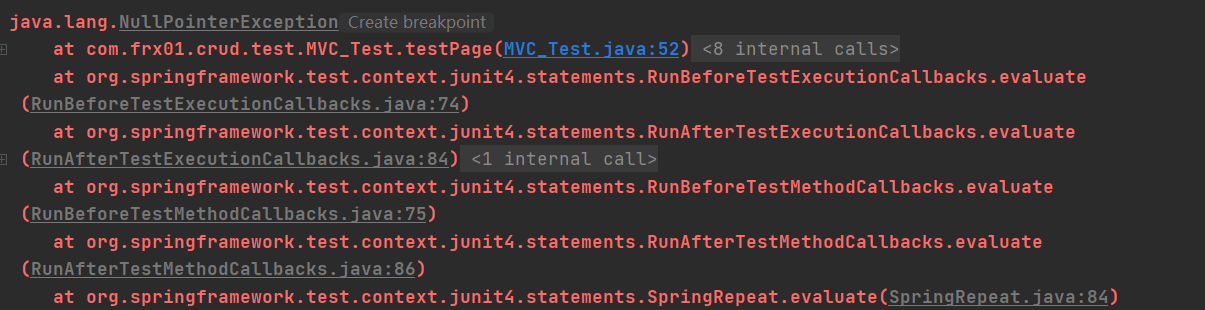 java.lang.NullPointerException Create breakpoint
at com.frx01.crud.test.MVC_Test.testPage(MVC_Test.java:52) <8 internal calls>
at org.springframework.test.context.junit4.statements.RunBeforeTestExecutionCallbacks.evaluate
(RunBeforeTestExecutionCallbacks.java:74)
at org.springframework.test.context.junit4.statements.RunAfterTestExecutionCallbacks.evaluate
(RunAfterTestExecutionCallbacks.java:84) <1 internal call>
at org.springframework.test.context.junit4.statements.RunBeforeTestMethodCallbacks.evaluate
(RunBeforeTestMethodCallbacks.java:75)
at org.springframework.test.context.junit4.statements.RunAfterTestMethodCallbacks.evaluate
(RunAfterTestMethodCallbacks.java:86)
at org.springframework.test.context.junit4.statements.SpringRepeat.evaluate(SpringRepeat.java:84)